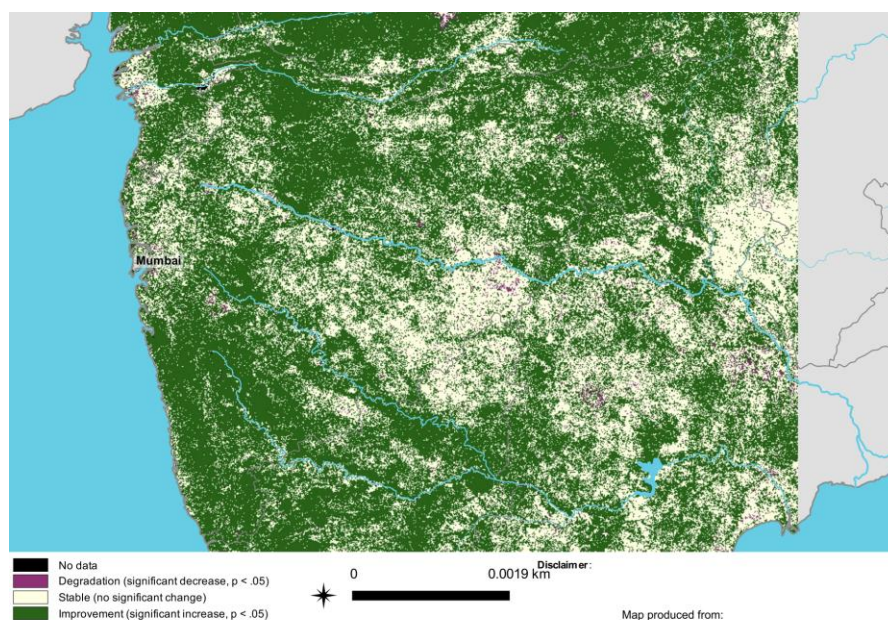 Mumbai
No data
Degradation (significant decrease, p < .05)
Stable (no significant change)
Improvement (significant increase, p < .05)
0 0.0019 km
Disclaimer:
Map produced from: